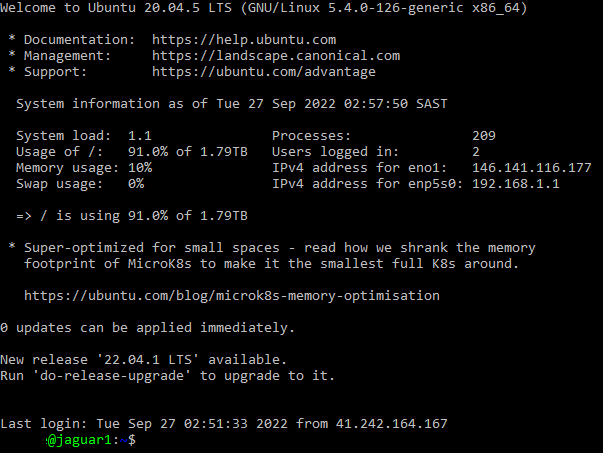 Welcome to Ubuntu 20.04.5 LTS (GNU/Linux 5.4.0-126-generic x86_64)
* Documentation: https://help.ubuntu.com
* Management: https://landscape.canonical.com
* Support: https://ubuntu.com/advantage
System information as of Tue 27 Sep 2022 02:57:50 SAST
System load: 1.1 Processes: 209
Usage of /: 91.0% of 1.79TB Users logged in: 2
Memory usage: 10% IPv4 address for eno1: 146.141.116.177
Swap usage: 0% IPv4 address for enp5s0: 192.168.1.1
=> / is using 91.0% of 1.79TB
* Super-optimized for small spaces - read how we shrank the memory
footprint of MicroK8s to make it the smallest full K8s around.
https://ubuntu.com/blog/microk8s-memory-optimisation
0 updates can be applied immediately.
New release '22.04.1 LTS' available.
Run 'do-release-upgrade' to upgrade to it.
Last login: Tue Sep 27 02:51:33 2022 from 41.242.164.167
@jaguar1:~$